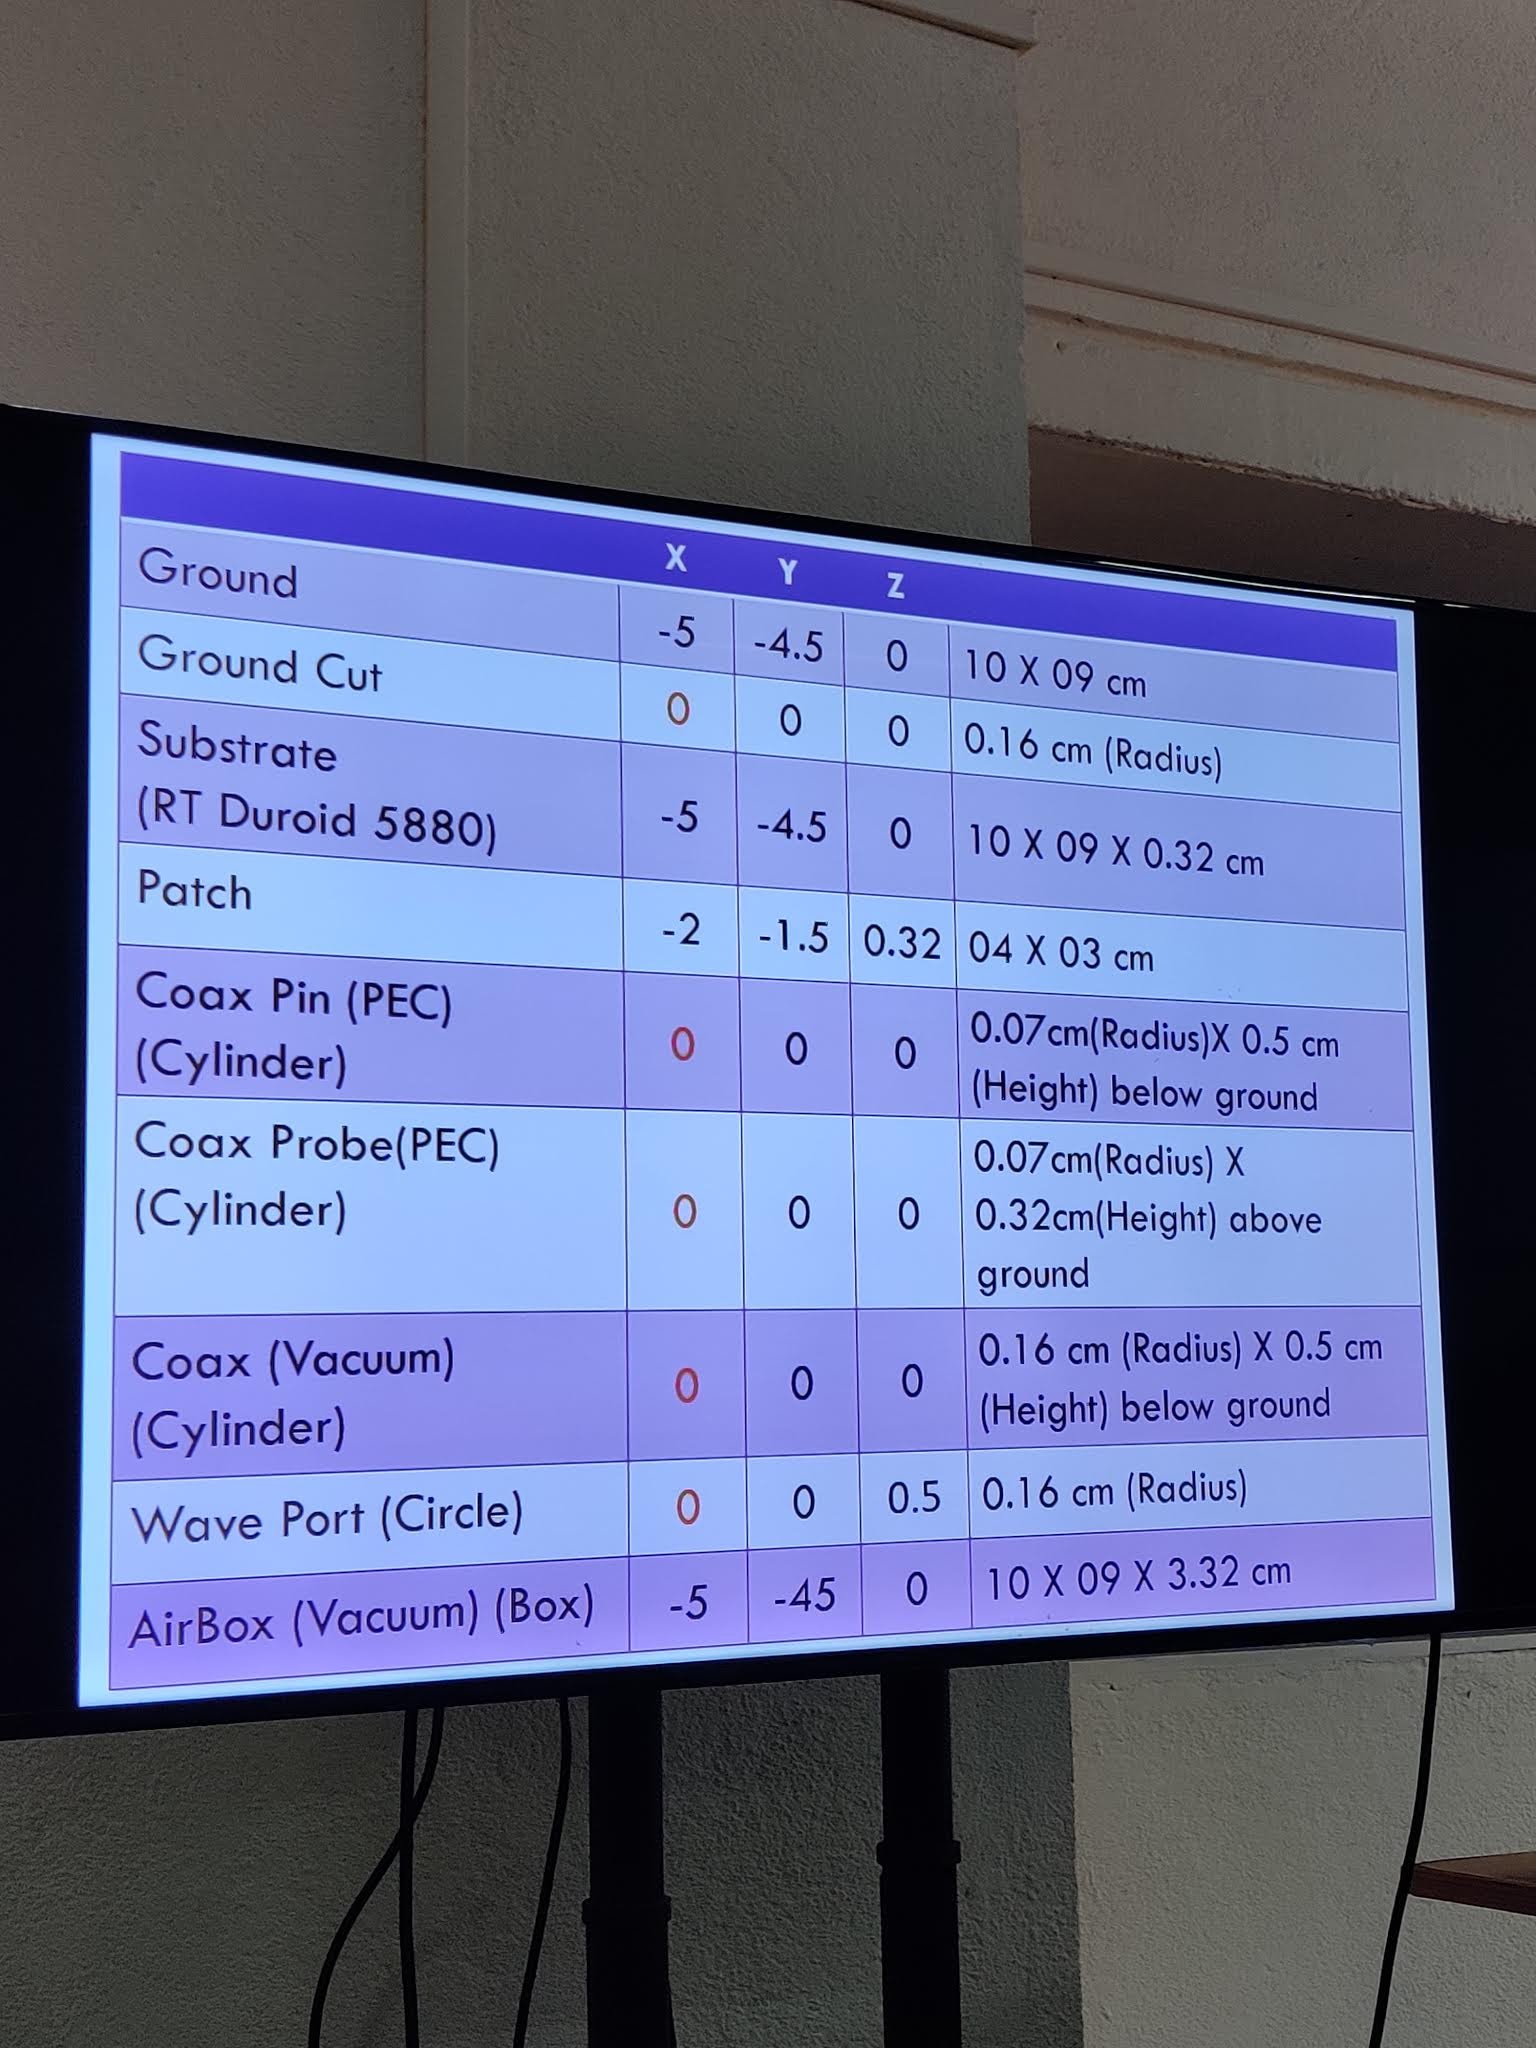 X Y Z
Ground -5 -4.5 0 10 X 09 cm
Ground Cut 0 0 0 0.16 cm (Radius)
Substrate
(RT Duroid 5880) -5 -4.5 0 10 X 09 X 0.32 cm
Patch -2 -1.5 0.32 04 X 03 cm
Coax Pin (PEC)
(Cylinder) 0 0 0 0.07cm(Radius)X 0.5 cm
(Height) below ground
Coax Probe(PEC)
(Cylinder) 0 0 0 0.07cm(Radius) X
0.32cm(Height) above
ground
Coax (Vacuum)
(Cylinder) 0 0 0 0.16 cm (Radius) X 0.5 cm
(Height) below ground
Wave Port (Circle) 0 0 0.5 0.16 cm (Radius)
AirBox (Vacuum) (Box) -5 -45 0 10 X 09 X 3.32 cm